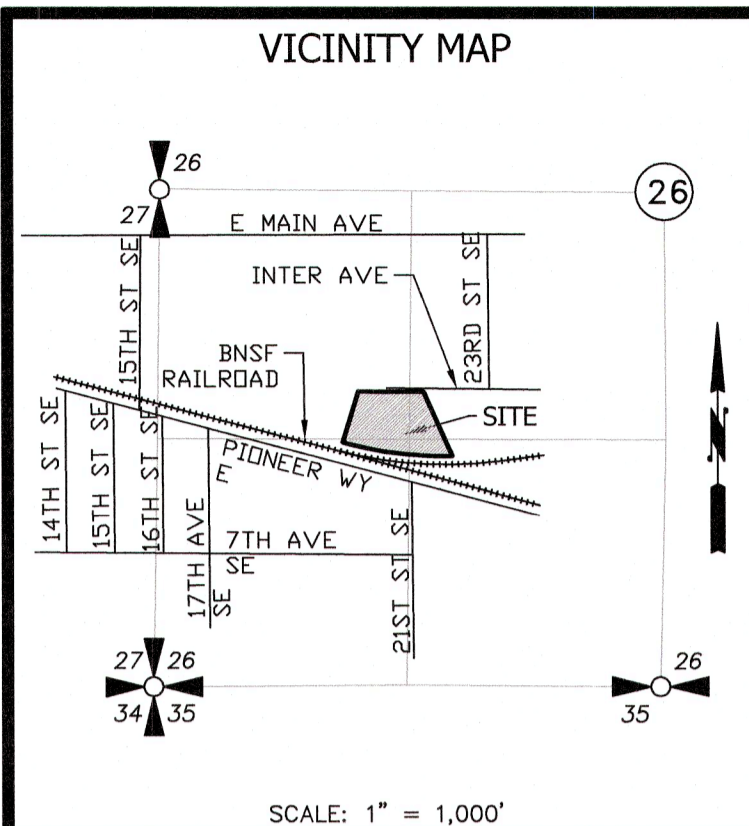 VICINITY MAP
26
27
26
E MAIN AVE
15TH ST SE
INTER AVE
23RD ST SE
BNSF
RAILROAD
SITE
PIONEER WY
E
14TH ST SE
15TH ST SE
16TH ST SE
17TH AVE
SE
7TH AVE
SE
21ST ST SE
N
27 26
34 35
26
35
SCALE: 1" = 1,000'